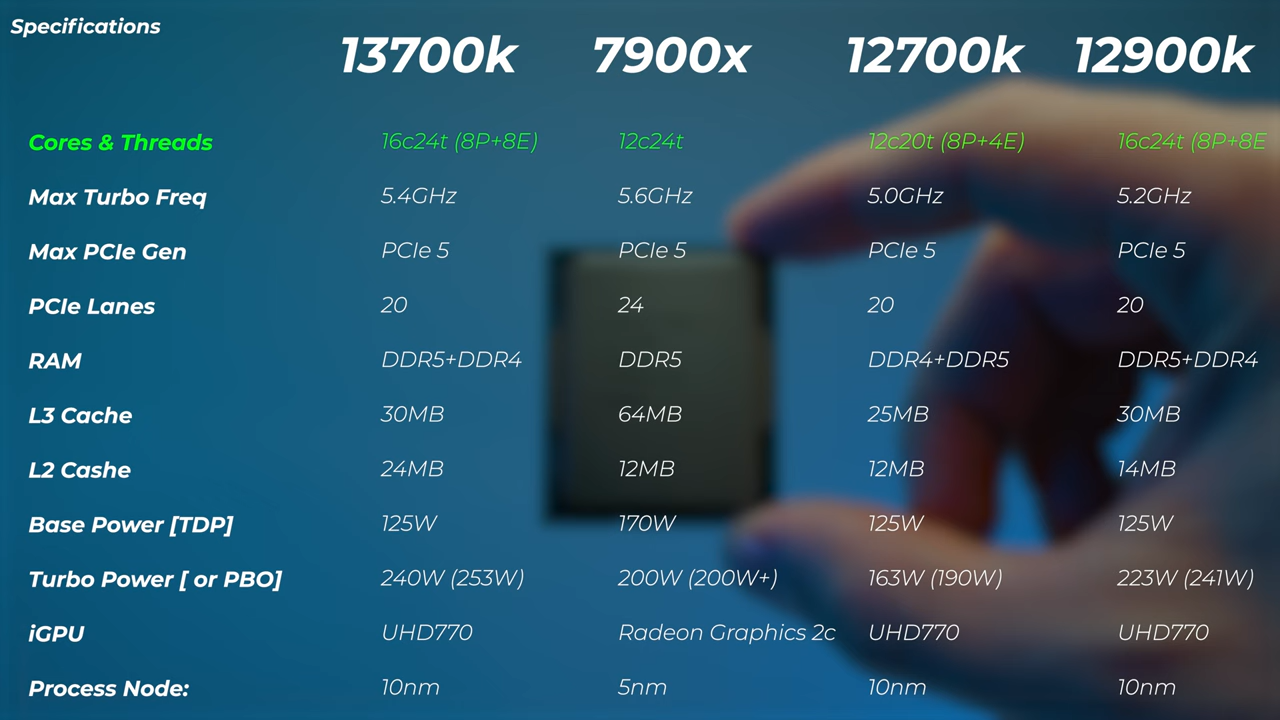 Specifications
13700k 7900x 12700k 12900k
Cores & Threads 16c24t (8P+8E) 12c24t 12c20t (8P+4E) 16c24t (8P+8E
Max Turbo Freq 5.4GHz 5.6GHz 5.0GHz 5.2GHz
Max PCIe Gen PCIe 5 PCIe 5 PCIe 5 PCIe 5
PCIe Lanes 20 24 20 20
RAM DDR5+DDR4 DDR5 DDR4+DDR5 DDR5+DDR4
L3 Cache 30MB 64MB 25MB 30MB
L2 Cashe 24MB 12MB 12MB 14MB
Base Power [TDP] 125W 170W 125W 125W
Turbo Power [ or PBO] 240W (253W) 200W (200W+) 163W (190W) 223W (241W)
iGPU UHD770 Radeon Graphics 2c UHD770 UHD770
Process Node: 10nm 5nm 10nm 10nm